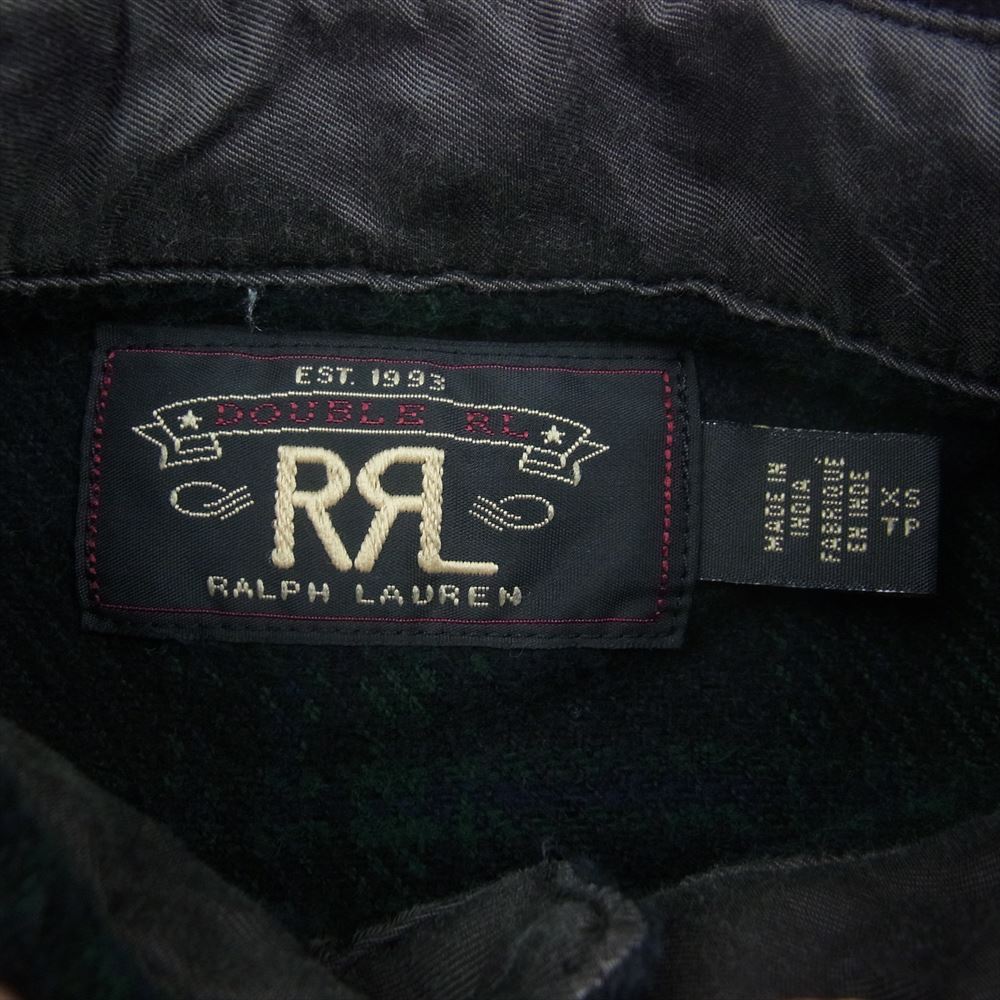 EST. 1993
DOUBLE RL
RRL
RALPH LAUREN
MADE IN
INDIA
FABRIQUÉ
EN INDE
XS
TP